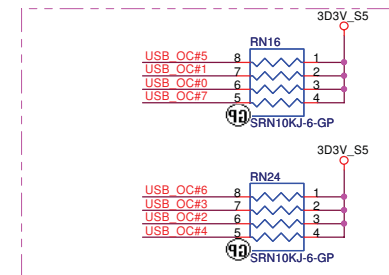 3D3V_S5
RN16
USB_OC#5 8 1
USB_OC#1 7 2
USB_OC#0 6 3
USB_OC#7 5 4
GP SRN10KJ-6-GP
3D3V_S5
RN24
USB_OC#6 8 1
USB_OC#3 7 2
USB_OC#2 6 3
USB_OC#4 5 4
GP SRN10KJ-6-GP